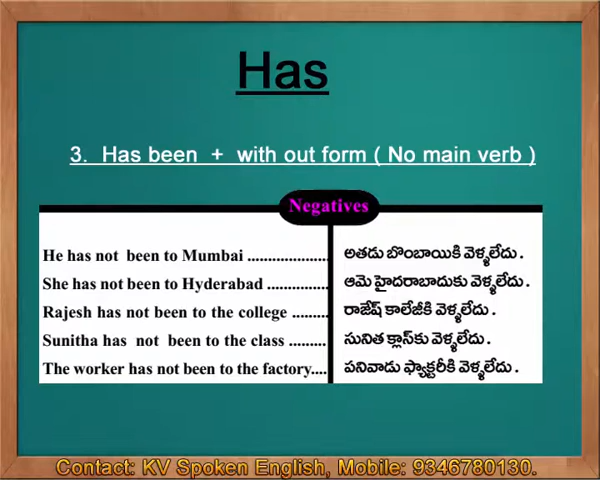 Has
3. Has been + with out form ( No main verb )
Negatives
He has not been to Mumbai .................... అతడు బొంబాయికి వెళ్ళలేదు .
She has not been to Hyderabad ............... ఆమె హైదరాబాదుకు వెళ్ళలేదు .
Rajesh has not been to the college ......... రాజేష్ కాలేజీకి వెళ్ళలేదు .
Sunitha has not been to the class ......... సునిత క్లాస్‌కు వెళ్ళలేదు .
The worker has not been to the factory.... పనివాడు ఫ్యాక్టరీకి వెళ్ళలేదు .
Contact: KV Spoken English, Mobile: 9346780130.